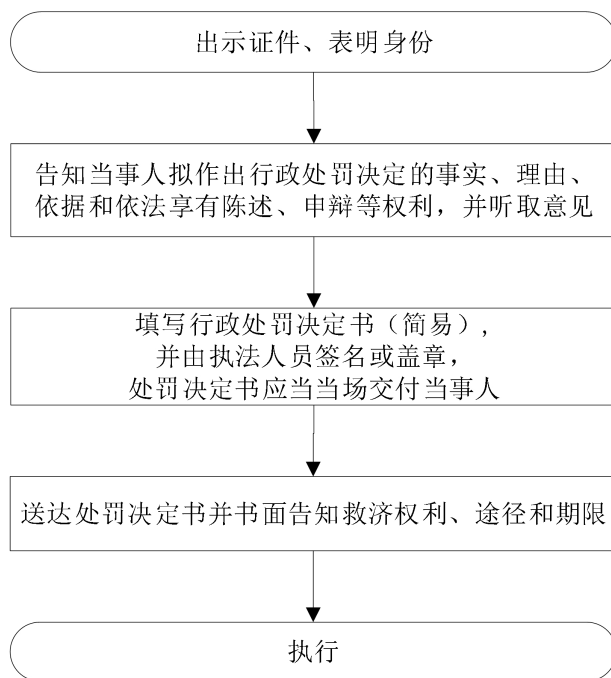 出示证件、表明身份
告知当事人拟作出行政处罚决定的事实、理由、
依据和依法享有陈述、申辩等权利，并听取意见
填写行政处罚决定书（简易），
并由执法人员签名或盖章，
处罚决定书应当当场交付当事人
送达处罚决定书并书面告知救济权利、途径和期限
执行